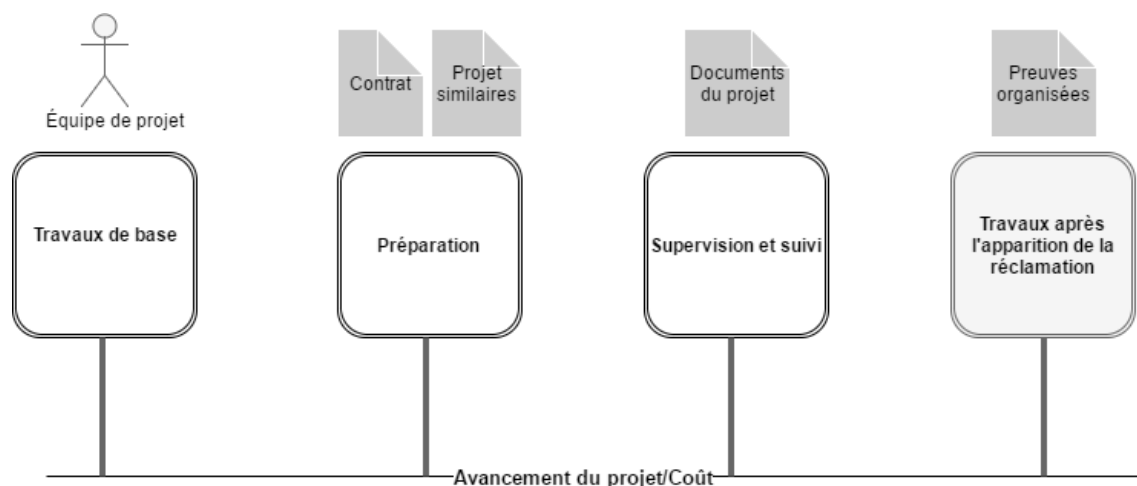 Équipe de projet
Contrat
Projet
similaires
Documents
du projet
Preuves
organisées
Travaux de base
Préparation
Supervision et suivi
Travaux après
l'apparition de la
réclamation
Avancement du projet/Coût